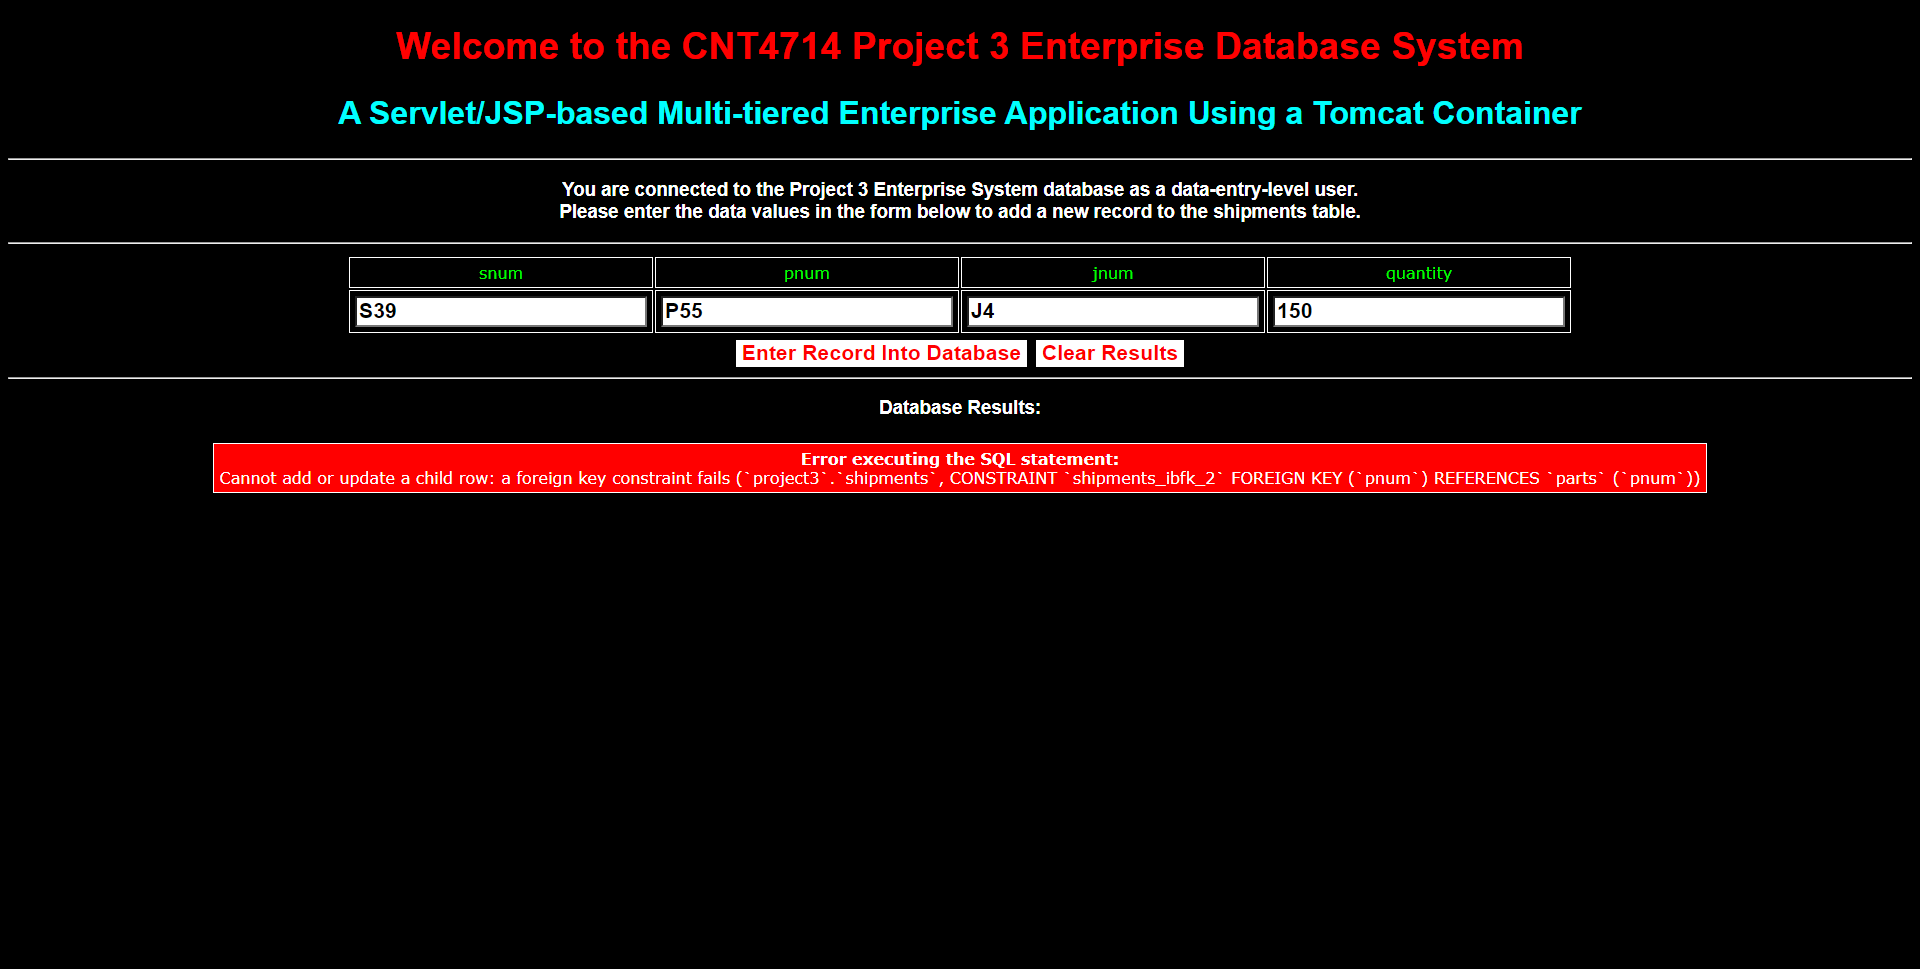 Welcome to the CNT4714 Project 3 Enterprise Database System
A Servlet/JSP-based Multi-tiered Enterprise Application Using a Tomcat Container
You are connected to the Project 3 Enterprise System database as a data-entry-level user.
Please enter the data values in the form below to add a new record to the shipments table.
snum pnum jnum quantity
S39 P55 J4 150
Enter Record Into Database Clear Results
Database Results:
Error executing the SQL statement:
Cannot add or update a child row: a foreign key constraint fails (`project3`.`shipments`, CONSTRAINT `shipments_ibfk_2` FOREIGN KEY (`pnum`) REFERENCES `parts` (`pnum`))